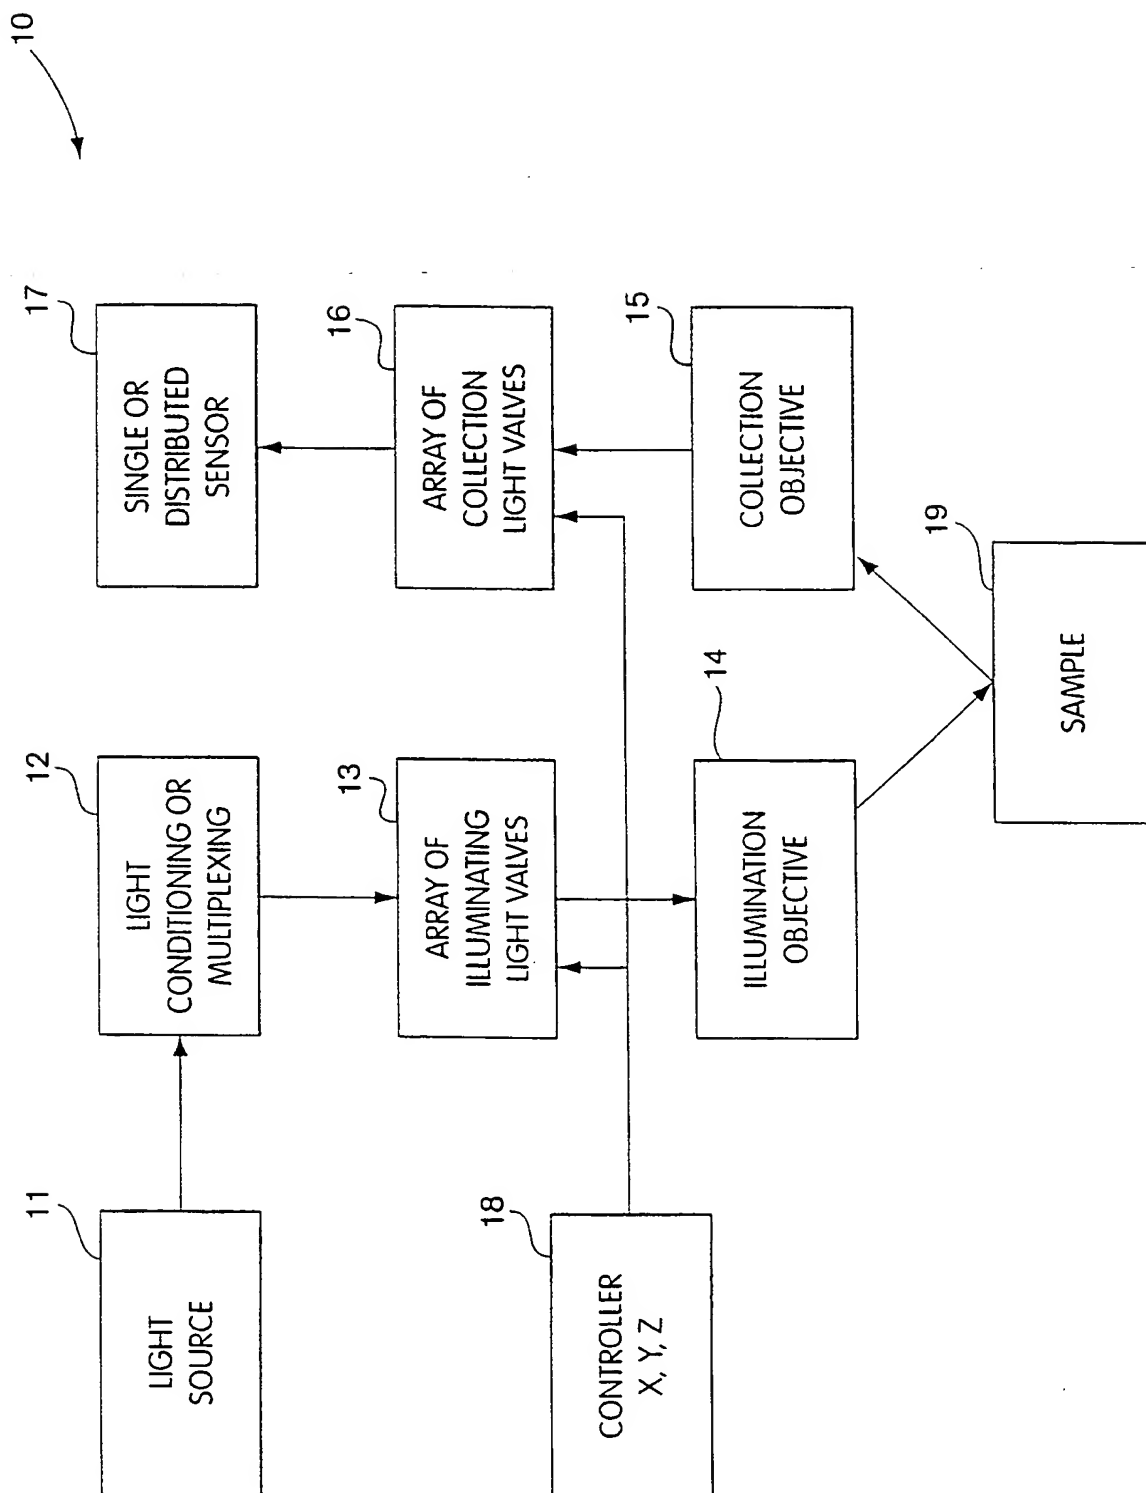 10
11
LIGHT
SOURCE
12
LIGHT
CONDITIONING OR
MULTIPLEXING
17
SINGLE OR
DISTRIBUTED
SENSOR
13
ARRAY OF
ILLUMINATING
LIGHT VALVES
16
ARRAY OF
COLLECTION
LIGHT VALVES
18
CONTROLLER
X, Y, Z
14
ILLUMINATION
OBJECTIVE
15
COLLECTION
OBJECTIVE
19
SAMPLE